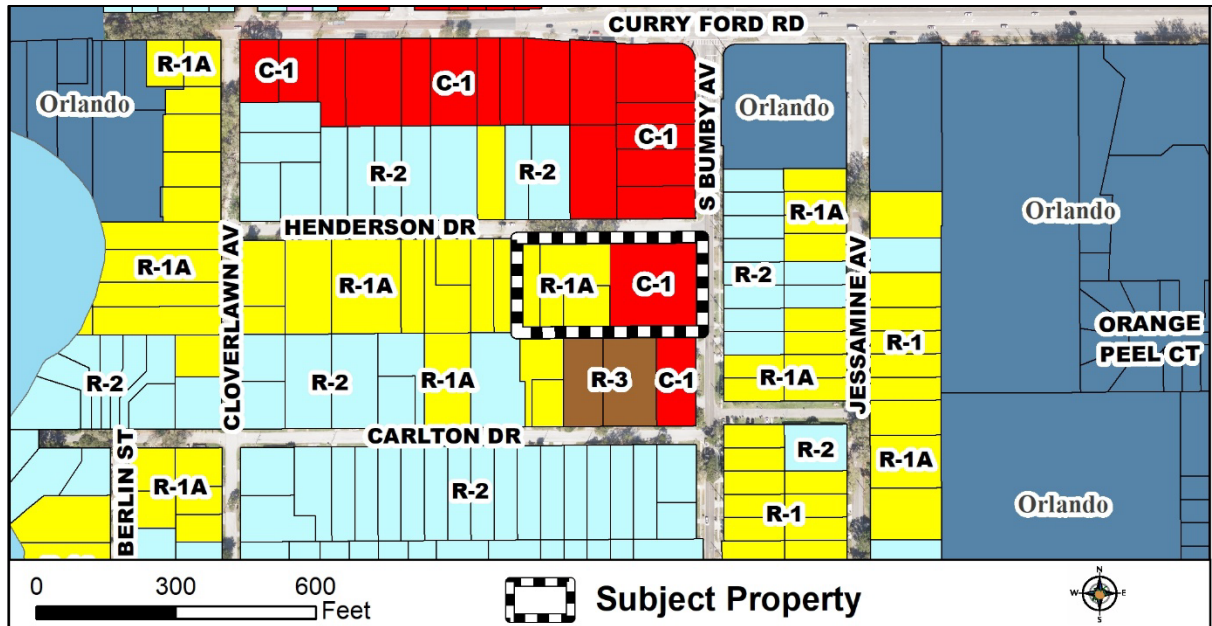 CURRY FORD RD
R-1A
Orlando
C-1
C-1
S BUMBY AV
Orlando
C-1
R-2
R-2
R-1A
Orlando
HENDERSON DR
CLOVERLAWN AV
R-1A
R-1A
R-1A
C-1
R-2
JESSAMINE AV
R-1
ORANGE
PEEL CT
R-2
R-2
R-1A
R-3
C-1
R-1A
CARLTON DR
BERLIN ST
R-1A
R-2
R-2
R-1A
R-1
Orlando
0 300 600
Feet
Subject Property
N
W E
S